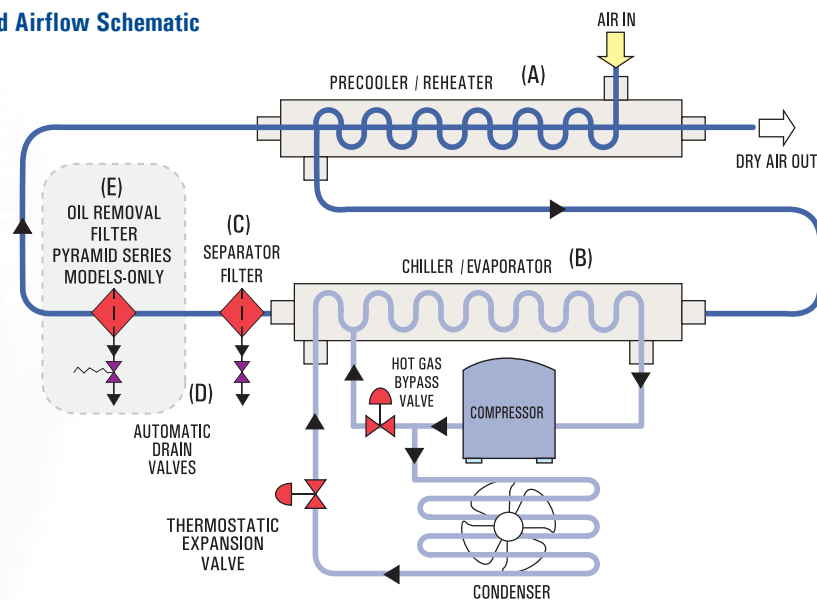 d Airflow Schematic
AIR IN
PRECOOLER / REHEATER (A)
DRY AIR OUT
(E)
OIL REMOVAL
FILTER
PYRAMID SERIES
MODELS-ONLY
(C)
SEPARATOR
FILTER
CHILLER / EVAPORATOR (B)
HOT GAS
BYPASS
VALVE
COMPRESSOR
(D)
AUTOMATIC
DRAIN
VALVES
THERMOSTATIC
EXPANSION
VALVE
CONDENSER